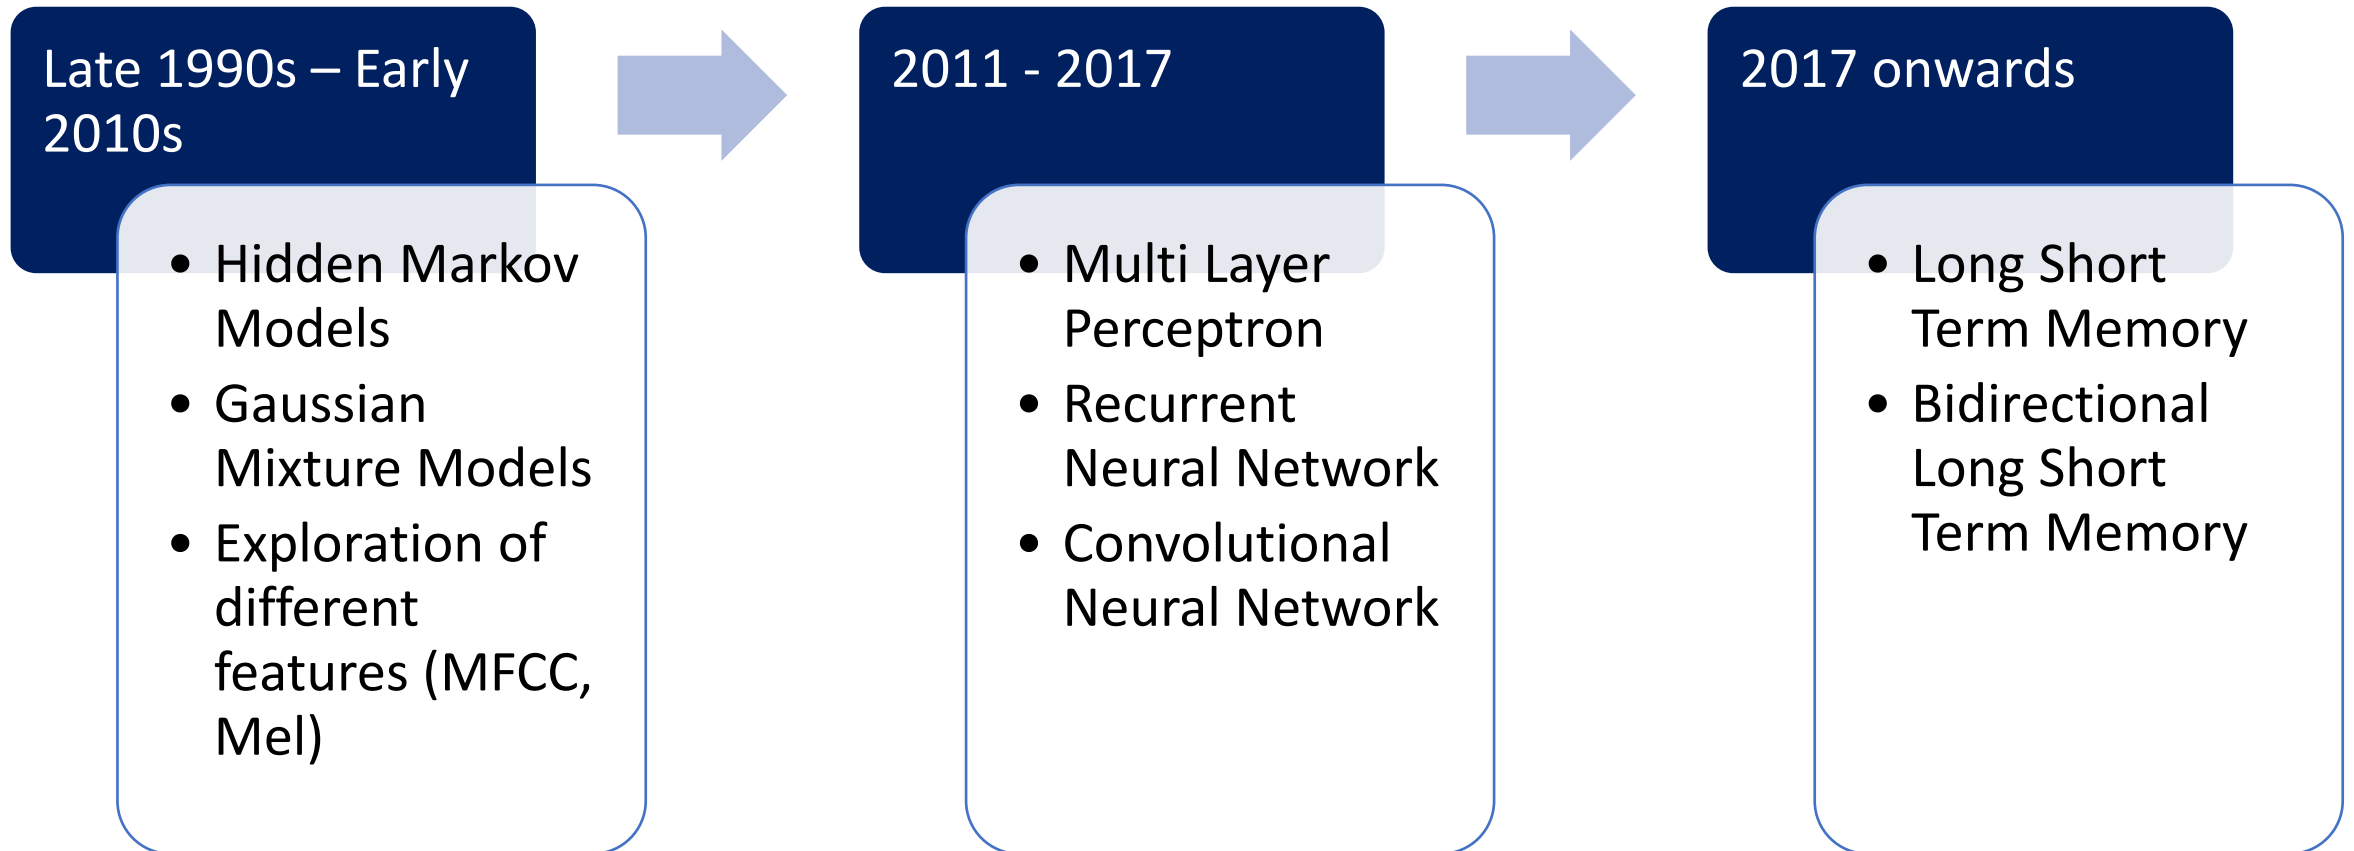 Late 1990s – Early
2010s
• Hidden Markov
Models
• Gaussian
Mixture Models
• Exploration of
different
features (MFCC,
Mel)
2011 - 2017
• Multi Layer
Perceptron
• Recurrent
Neural Network
• Convolutional
Neural Network
2017 onwards
• Long Short
Term Memory
• Bidirectional
Long Short
Term Memory